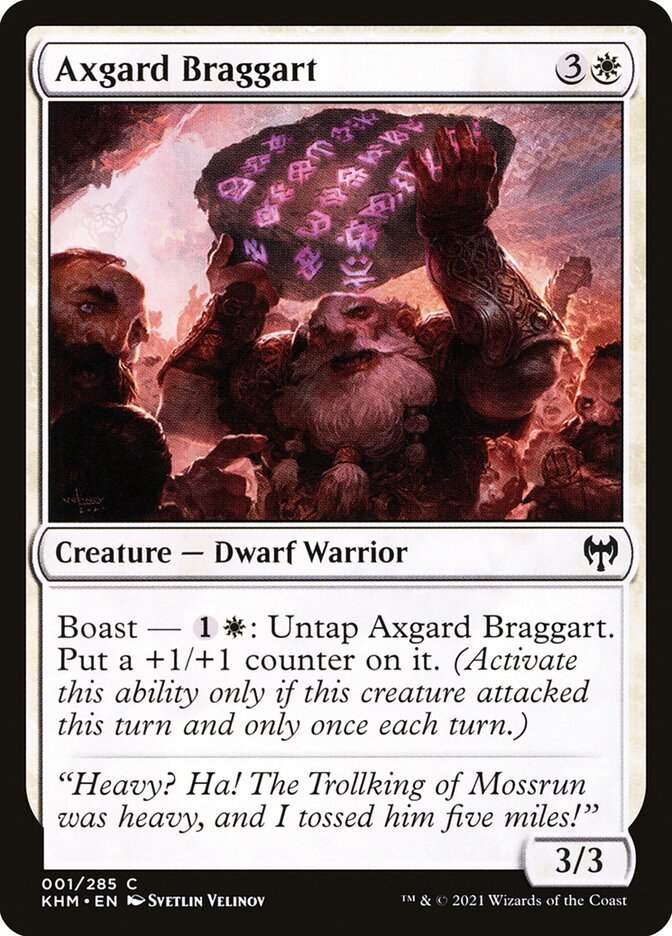 Axgard Braggart 3
Creature — Dwarf Warrior
Boast — 1 : Untap Axgard Braggart.
Put a +1/+1 counter on it. (Activate
this ability only if this creature attacked
this turn and only once each turn.)
“Heavy? Ha! The Trollking of Mossrun
was heavy, and I tossed him five miles!”
3/3
001/285 C
KHM • EN Svetlin Velinov ™ & © 2021 Wizards of the Coast